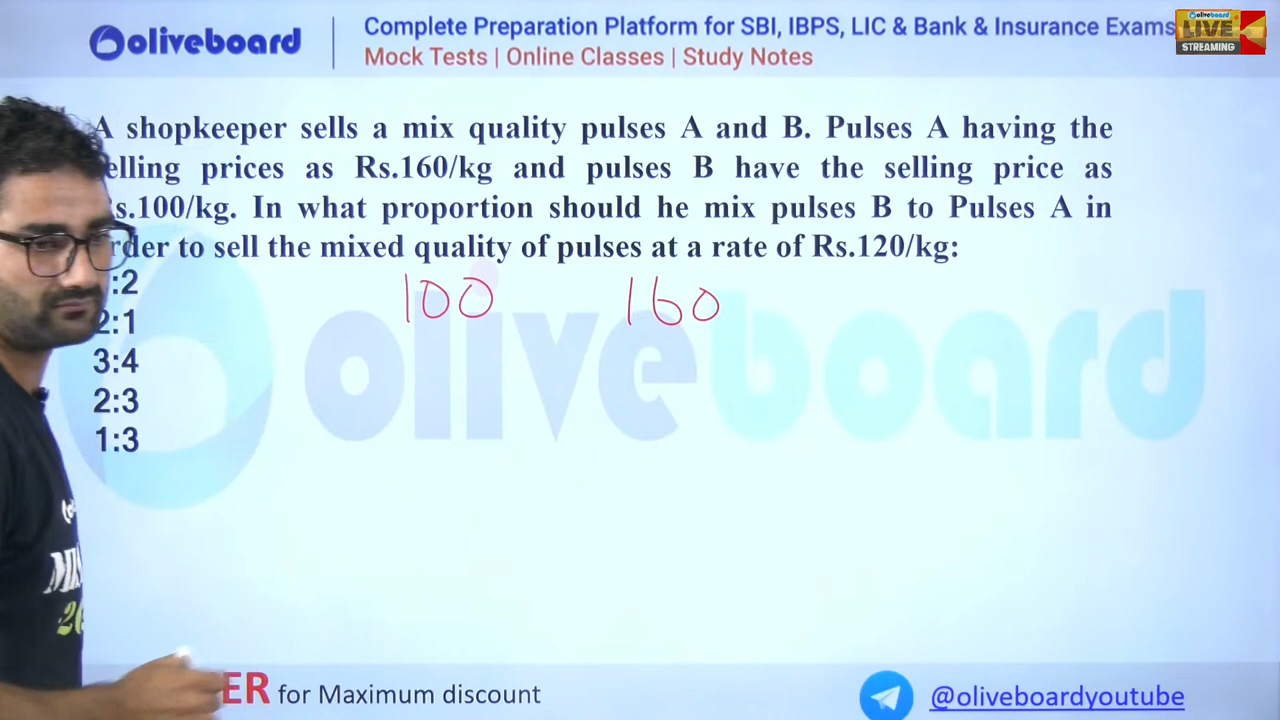 oliveboard
Complete Preparation Platform for SBI, IBPS, LIC & Bank & Insurance Exams
Mock Tests | Online Classes | Study Notes
oliveboard
LIVE
STREAMING
A shopkeeper sells a mix quality pulses A and B. Pulses A having the
elling prices as Rs.160/kg and pulses B have the selling price as
s.100/kg. In what proportion should he mix pulses B to Pulses A in
rder to sell the mixed quality of pulses at a rate of Rs.120/kg:
:2
2:1
3:4
2:3
1:3
100 160
oliveboard
ER for Maximum discount
@oliveboardyoutube